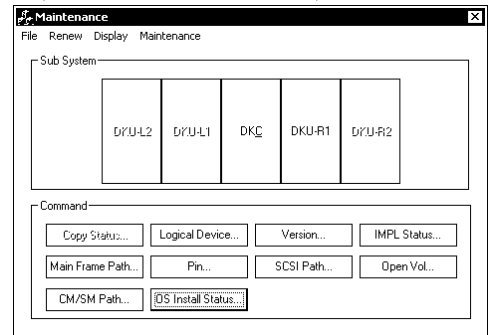 Maintenance
File Renew Display Maintenance
Sub System
DKU-L2 DKU-L1 DKC DKU-R1 DKU-R2
Command
Copy Status... Logical Device... Version... IMPL Status...
Main Frame Path... Pin... SCSI Path... Open Vol...
CM/SM Path... OS Install Status...